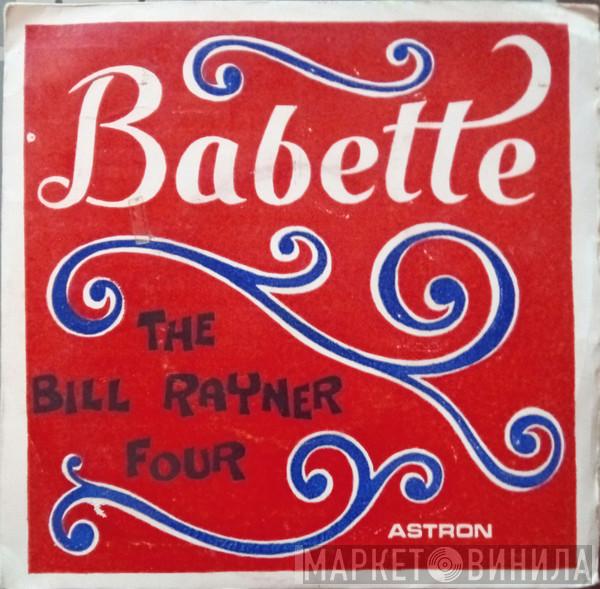 Babette
THE
BILL RAYNER
FOUR
ASTRON
МАРКЕТ ВИНИЛА